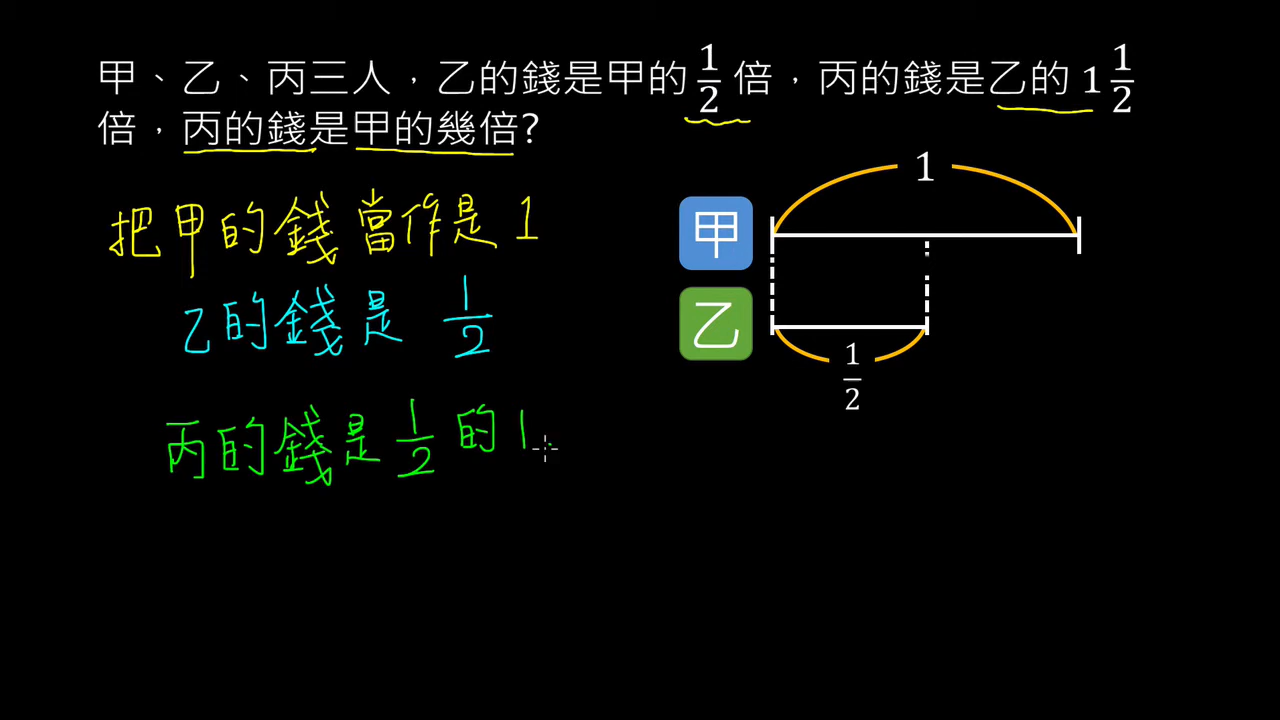 甲、乙、丙三人，乙的錢是甲的 1/2 倍，丙的錢是乙的 1 1/2
倍，丙的錢是甲的幾倍?
把甲的錢當作是 1
乙的錢是 1/2
丙的錢是 1/2 的 1
1
甲
乙
1/2